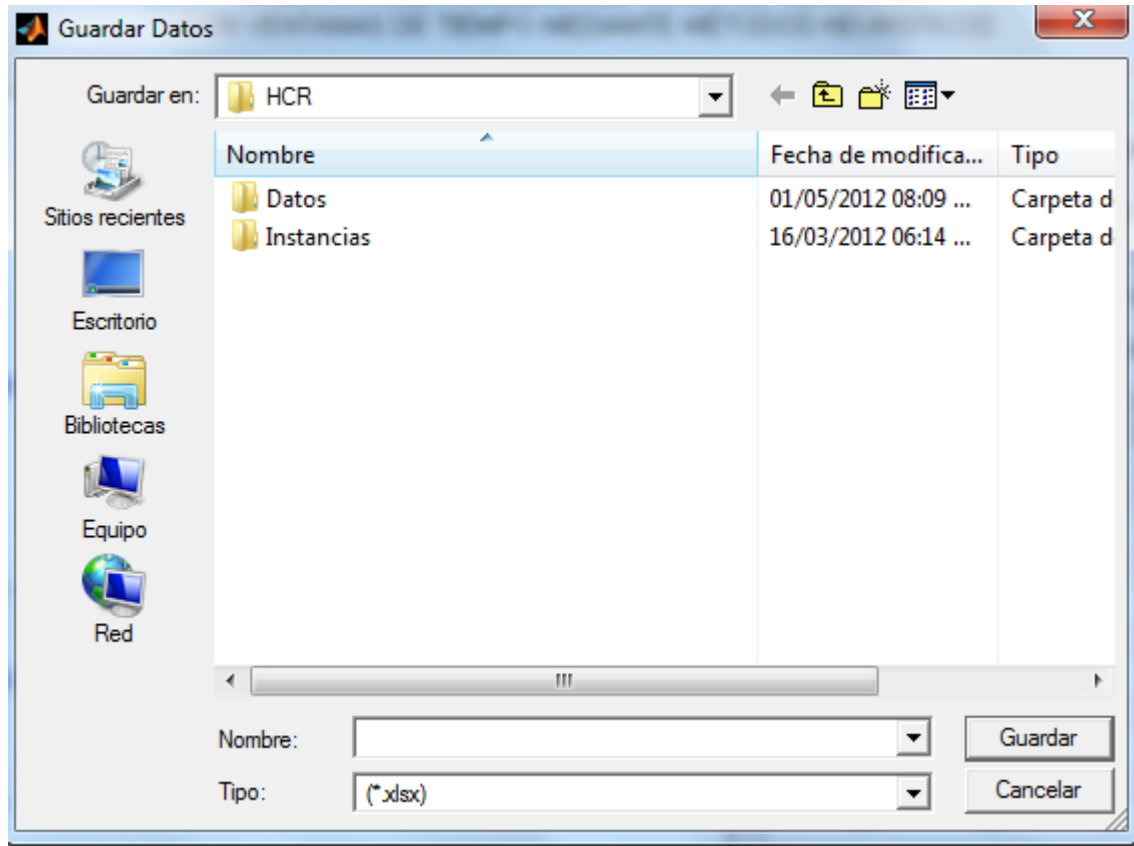 Guardar Datos
Guardar en: HCR
Nombre Fecha de modifica... Tipo
Datos 01/05/2012 08:09 ... Carpeta d
Instancias 16/03/2012 06:14 ... Carpeta d
Sitios recientes
Escritorio
Bibliotecas
Equipo
Red
Nombre: Guardar
Tipo: (*.xlsx) Cancelar